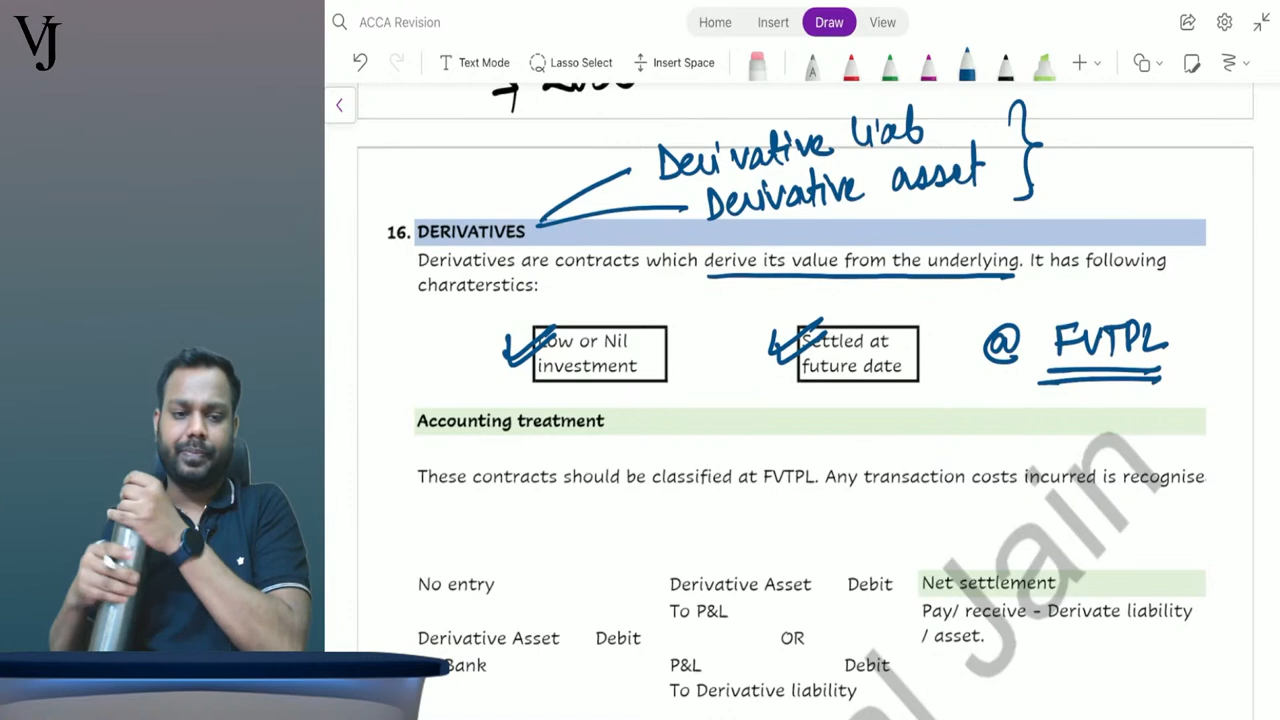 VJ
ACCA Revision
Home Insert Draw View
Text Mode Lasso Select Insert Space
Derivative liab
Derivative asset
16. DERIVATIVES
Derivatives are contracts which derive its value from the underlying. It has following
charaterstics:
Low or Nil
investment
Settled at
future date
@ FVTPL
Accounting treatment
These contracts should be classified at FVTPL. Any transaction costs incurred is recognise
No entry
Derivative Asset Debit
Bank
Derivative Asset Debit
To P&L
OR
P&L Debit
To Derivative liability
Net settlement
Pay/ receive - Derivate liability
/ asset.
Jain